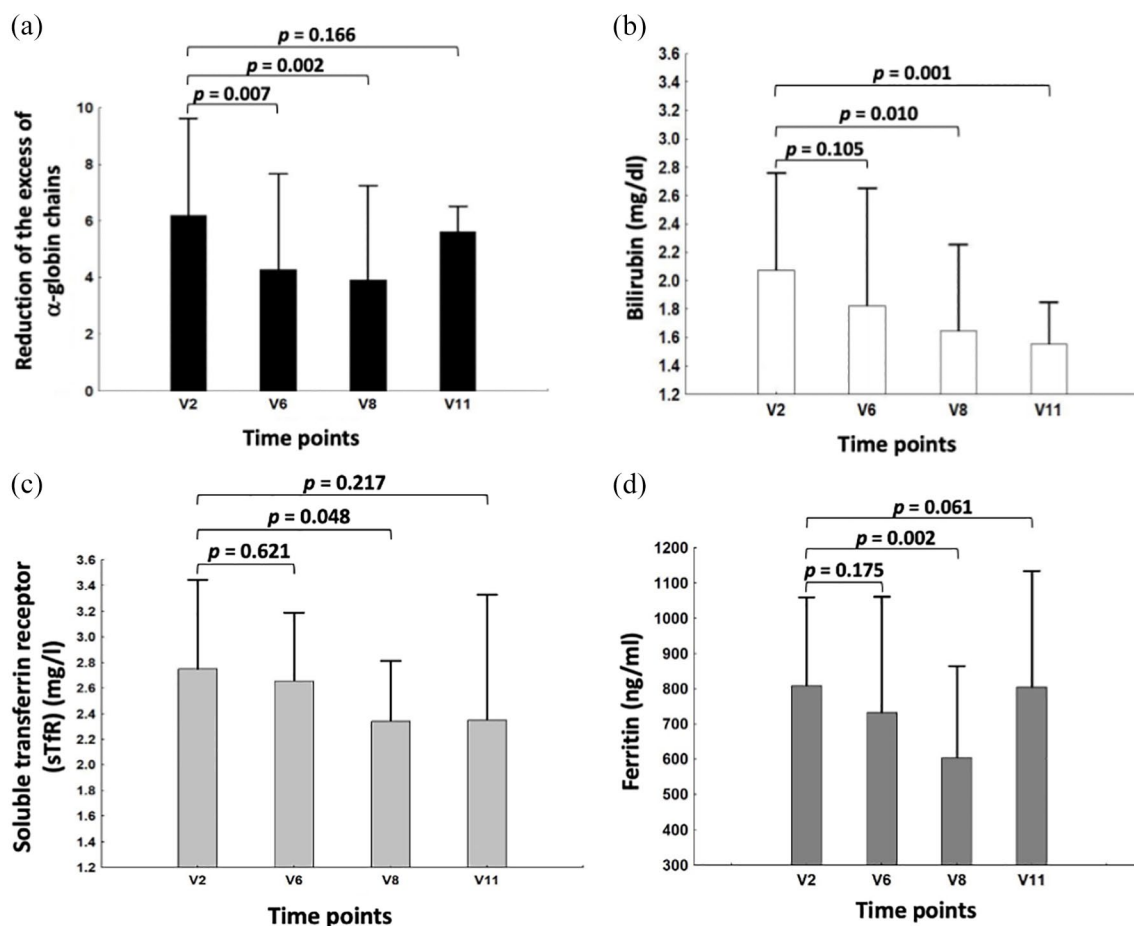 (a)
p = 0.166
p = 0.002
p = 0.007
Reduction of the excess of
α-globin chains
10
8
6
4
2
0
V2 V6 V8 V11
Time points
(b)
p = 0.001
p = 0.010
p = 0.105
Bilirubin (mg/dl)
3.6
3.4
3.2
3.0
2.8
2.6
2.4
2.2
2.0
1.8
1.6
1.4
1.2
V2 V6 V8 V11
Time points
(c)
p = 0.217
p = 0.048
p = 0.621
Soluble transferrin receptor
(sTfR) (mg/l)
3.6
3.4
3.2
3.0
2.8
2.6
2.4
2.2
2.0
1.8
1.6
1.4
1.2
V2 V6 V8 V11
Time points
(d)
p = 0.061
p = 0.002
p = 0.175
Ferritin (ng/ml)
1200
1100
1000
900
800
700
600
500
400
300
V2 V6 V8 V11
Time points